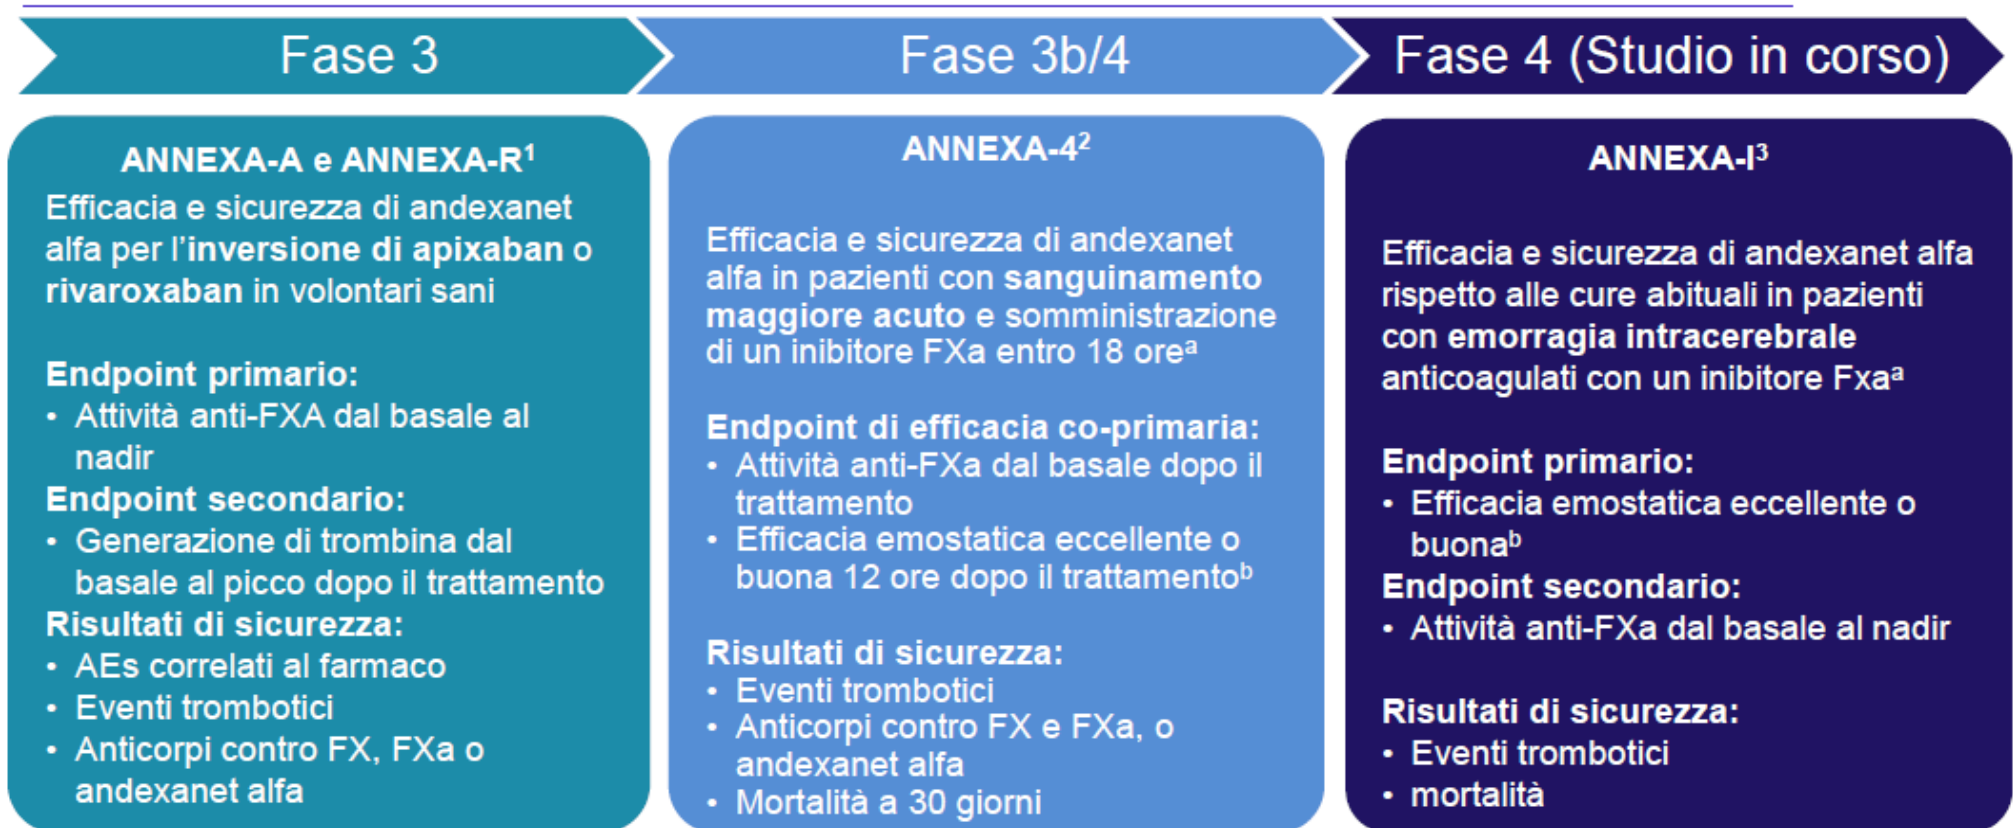 Fase 3
Fase 3b/4
Fase 4 (Studio in corso)
ANNEXA-A e ANNEXA-R¹
Efficacia e sicurezza di andexanet
alfa per l'inversione di apixaban o
rivaroxaban in volontari sani
Endpoint primario:
• Attività anti-FXA dal basale al
nadir
Endpoint secondario:
• Generazione di trombina dal
basale al picco dopo il trattamento
Risultati di sicurezza:
• AEs correlati al farmaco
• Eventi trombotici
• Anticorpi contro FX, FXa o
andexanet alfa
ANNEXA-4²
Efficacia e sicurezza di andexanet
alfa in pazienti con sanguinamento
maggiore acuto e somministrazione
di un inibitore FXa entro 18 oreᵃ
Endpoint di efficacia co-primaria:
• Attività anti-FXa dal basale dopo il
trattamento
• Efficacia emostatica eccellente o
buona 12 ore dopo il trattamentoᵇ
Risultati di sicurezza:
• Eventi trombotici
• Anticorpi contro FX e FXa, o
andexanet alfa
• Mortalità a 30 giorni
ANNEXA-I³
Efficacia e sicurezza di andexanet alfa
rispetto alle cure abituali in pazienti
con emorragia intracerebrale
anticoagulati con un inibitore Fxaᵃ
Endpoint primario:
• Efficacia emostatica eccellente o
buonaᵇ
Endpoint secondario:
• Attività anti-FXa dal basale al nadir
Risultati di sicurezza:
• Eventi trombotici
• mortalità